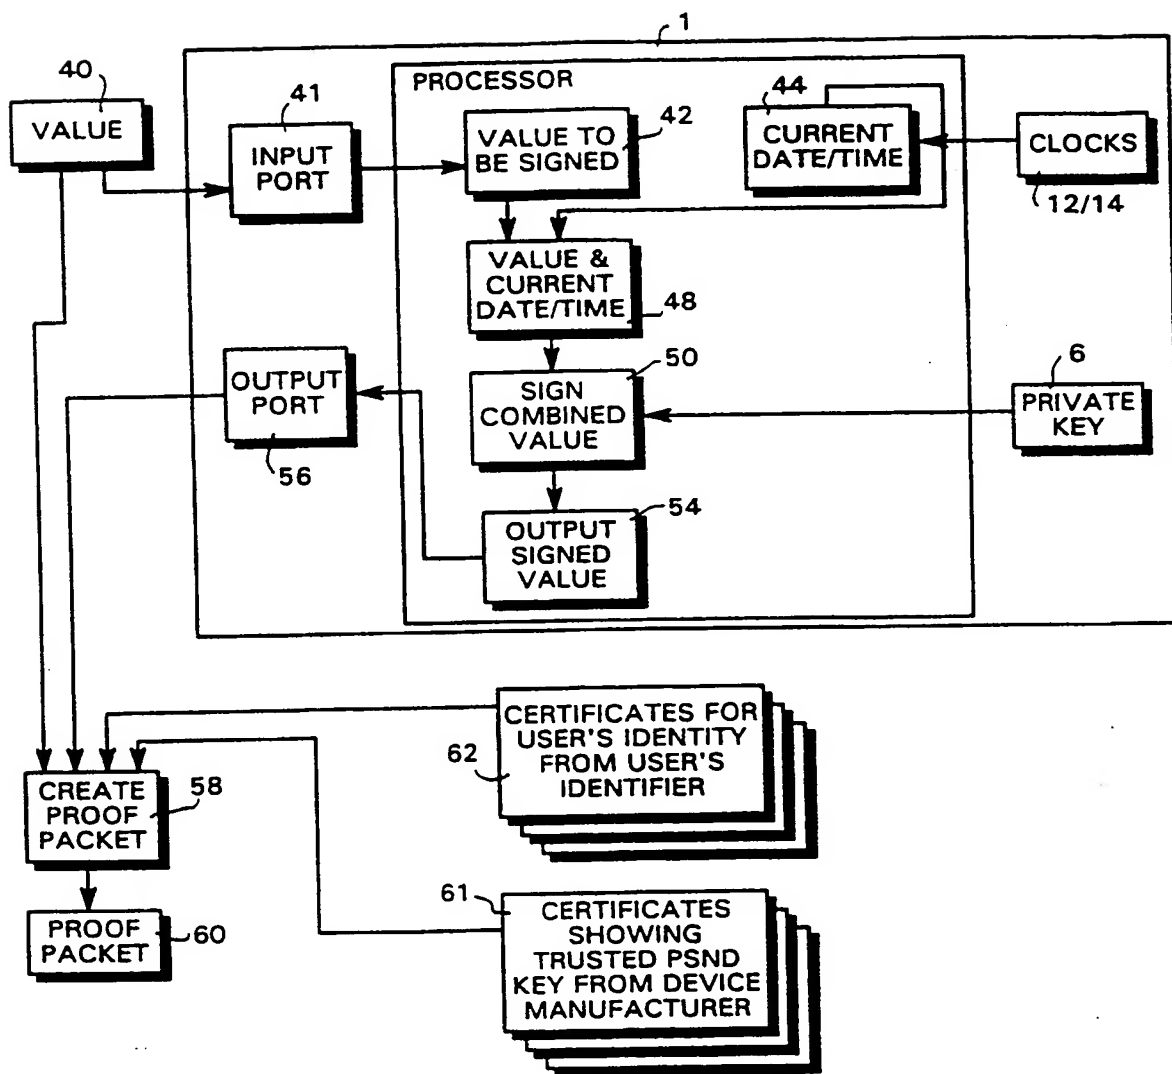 1
40
VALUE
41
INPUT
PORT
PROCESSOR
VALUE TO
BE SIGNED
42
44
CURRENT
DATE/TIME
CLOCKS
12/14
VALUE &
CURRENT
DATE/TIME
48
OUTPUT
PORT
56
50
SIGN
COMBINED
VALUE
6
PRIVATE
KEY
54
OUTPUT
SIGNED
VALUE
CERTIFICATES FOR
USER'S IDENTITY
FROM USER'S
IDENTIFIER
62
CREATE
PROOF
PACKET
58
PROOF
PACKET
60
61
CERTIFICATES
SHOWING
TRUSTED PSND
KEY FROM DEVICE
MANUFACTURER